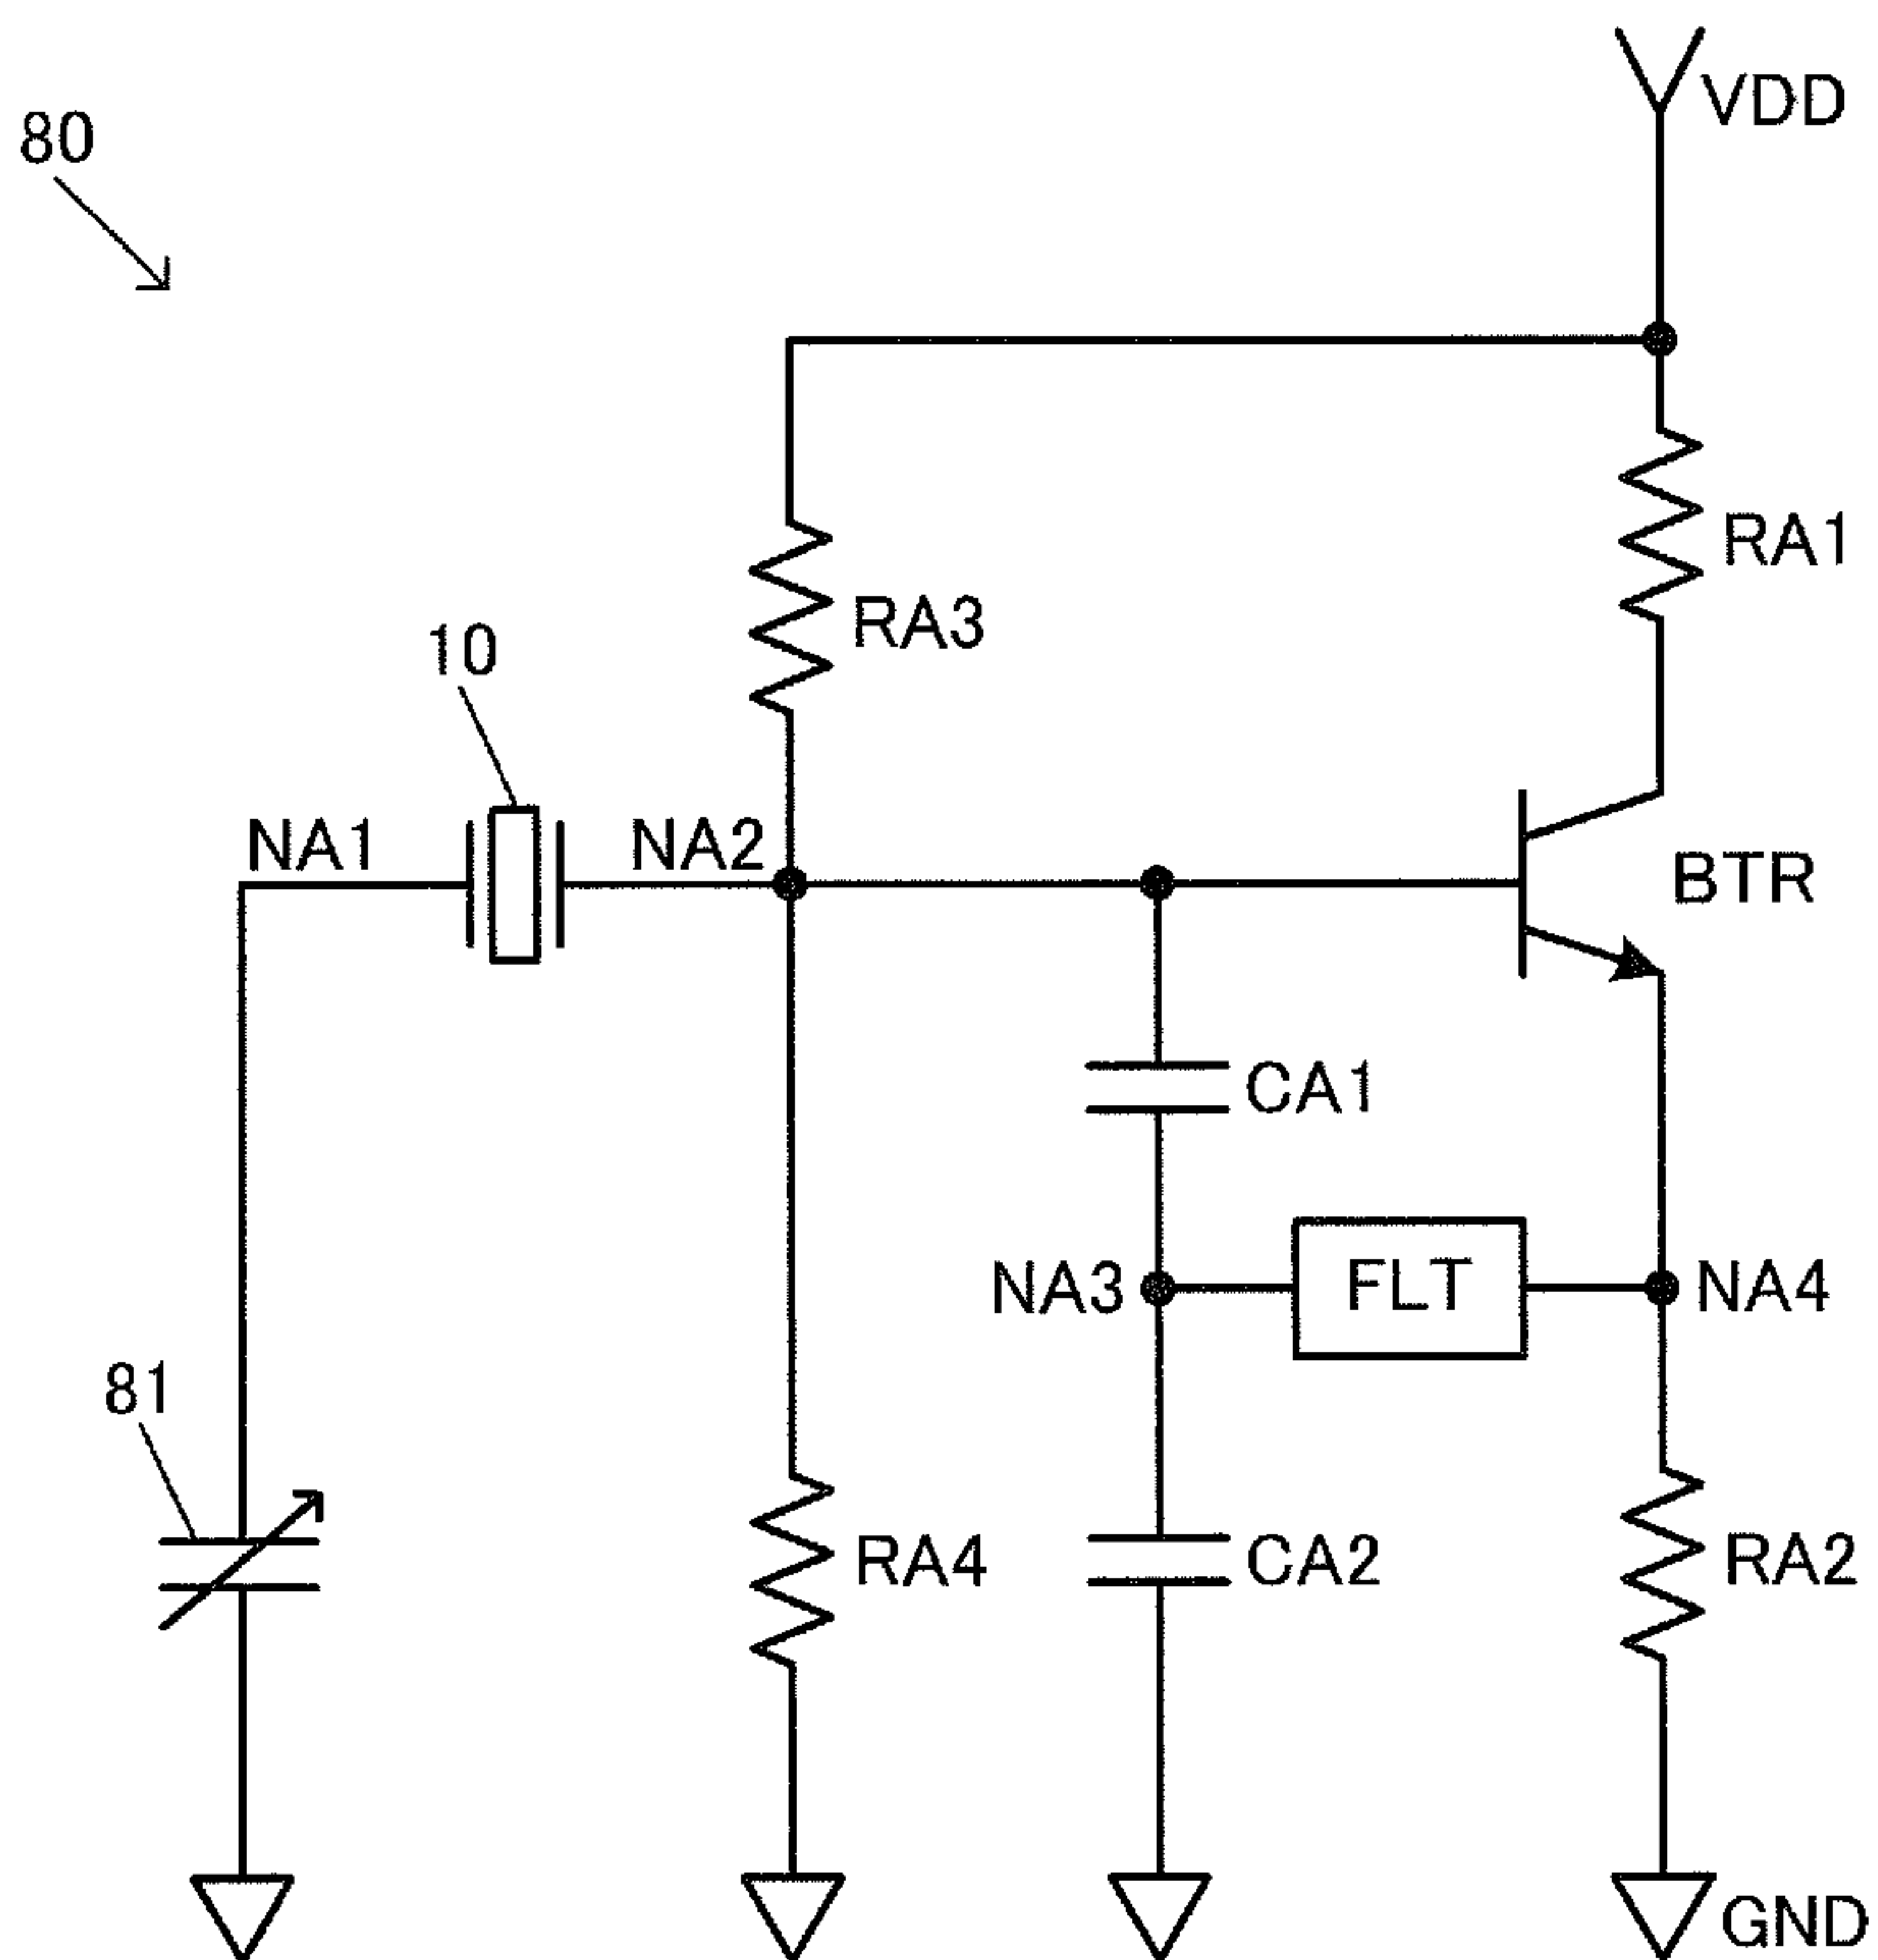 VDD
80
RA1
RA3
10
NA1
NA2
BTR
CA1
NA3
FLT
NA4
81
RA4
CA2
RA2
GND